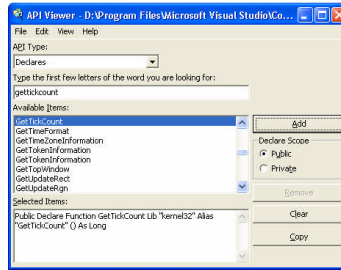 API Viewer - D:\Program Files\Microsoft Visual Studio\Co...
File Edit View Help
API Type:
Declares
Type the first few letters of the word you are looking for:
gettickcount
Available Items:
GetTickCount
GetTimeFormat
GetTimeZoneInformation
GetTokenInformation
GetTokenInformation
GetTopWindow
GetUpdateRect
GetUpdateRgn
Add
Declare Scope
Public
Private
Remove
Selected Items:
Public Declare Function GetTickCount Lib "kernel32" Alias
"GetTickCount" () As Long
Clear
Copy